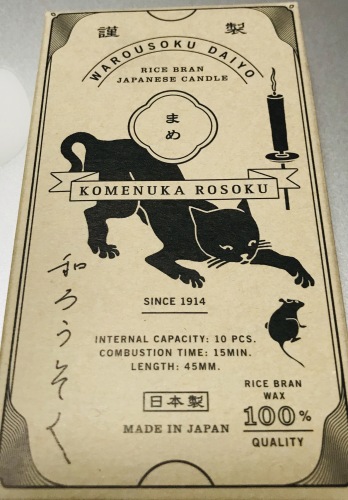 謹製
WAROUSOKU DAIYO
RICE BRAN
JAPANESE CANDLE
まめ
KOMENUKA ROSOKU
和ろうそく
SINCE 1914
INTERNAL CAPACITY: 10 PCS.
COMBUSTION TIME: 15MIN.
LENGTH: 45MM.
日本製
MADE IN JAPAN
RICE BRAN
WAX
100%
QUALITY